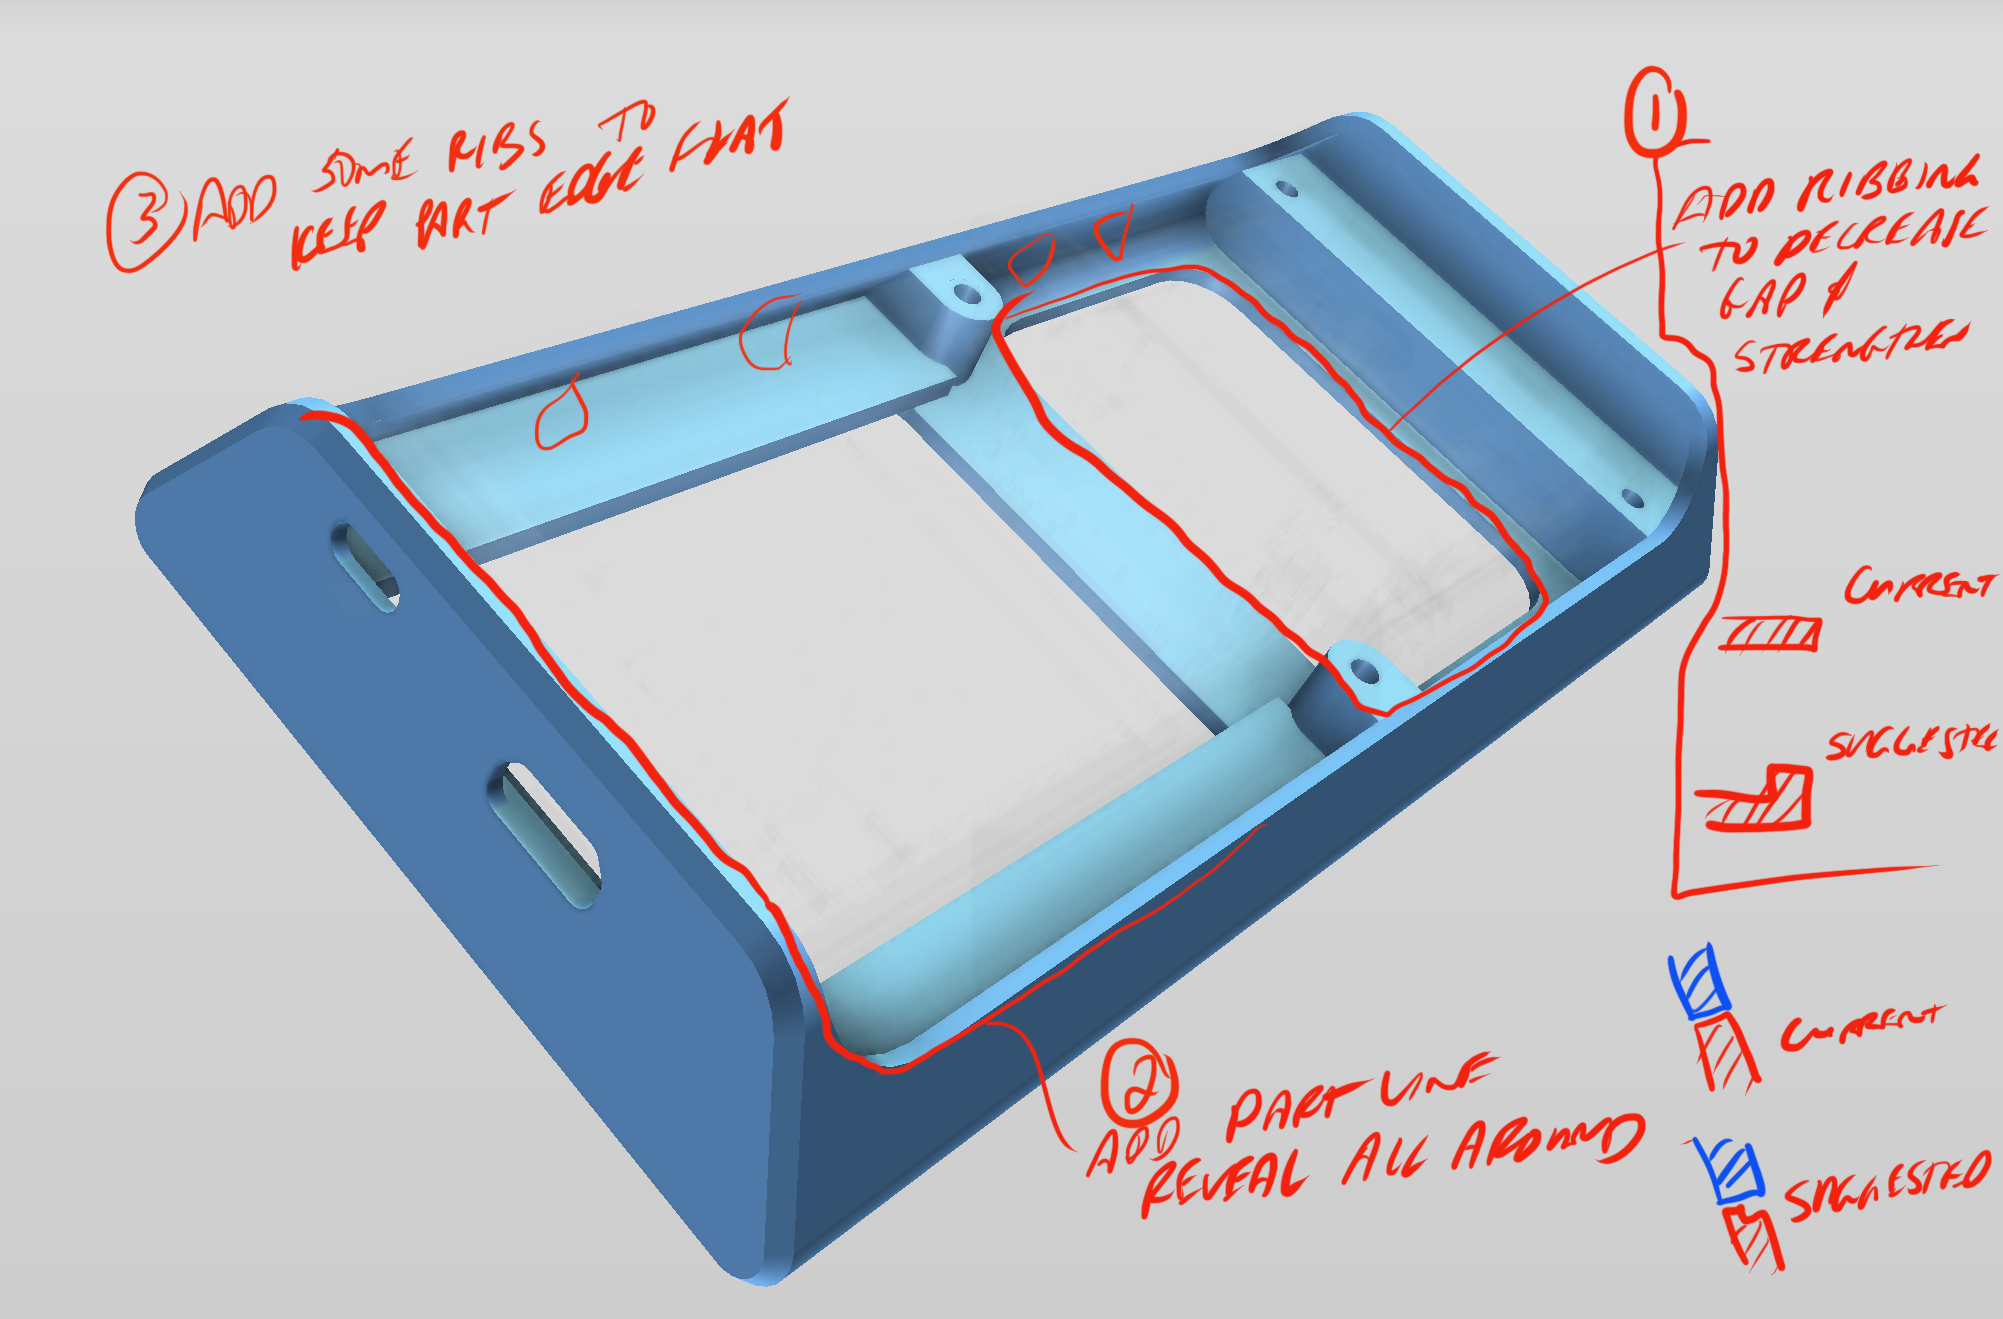 ③ ADD SOME RIBS TO
KEEP PART EDGE FLAT
①
ADD RIBBING
TO DECREASE
GAP &
STRENGTHEN
CURRENT
SUGGESTED
②
ADD PART LINE
REVEAL ALL AROUND
CURRENT
SUGGESTED